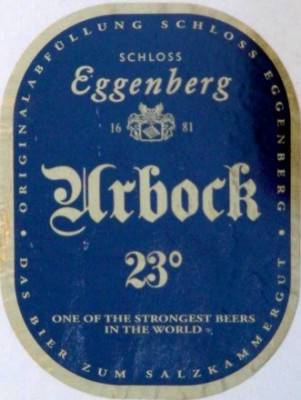 ORIGINALABFÜLLUNG SCHLOSS EGGENBERG •
SCHLOSS
Eggenberg
16 81
Urbock
23°
ONE OF THE STRONGEST BEERS
IN THE WORLD
• DAS BIER ZUM SALZKAMMERGUT •